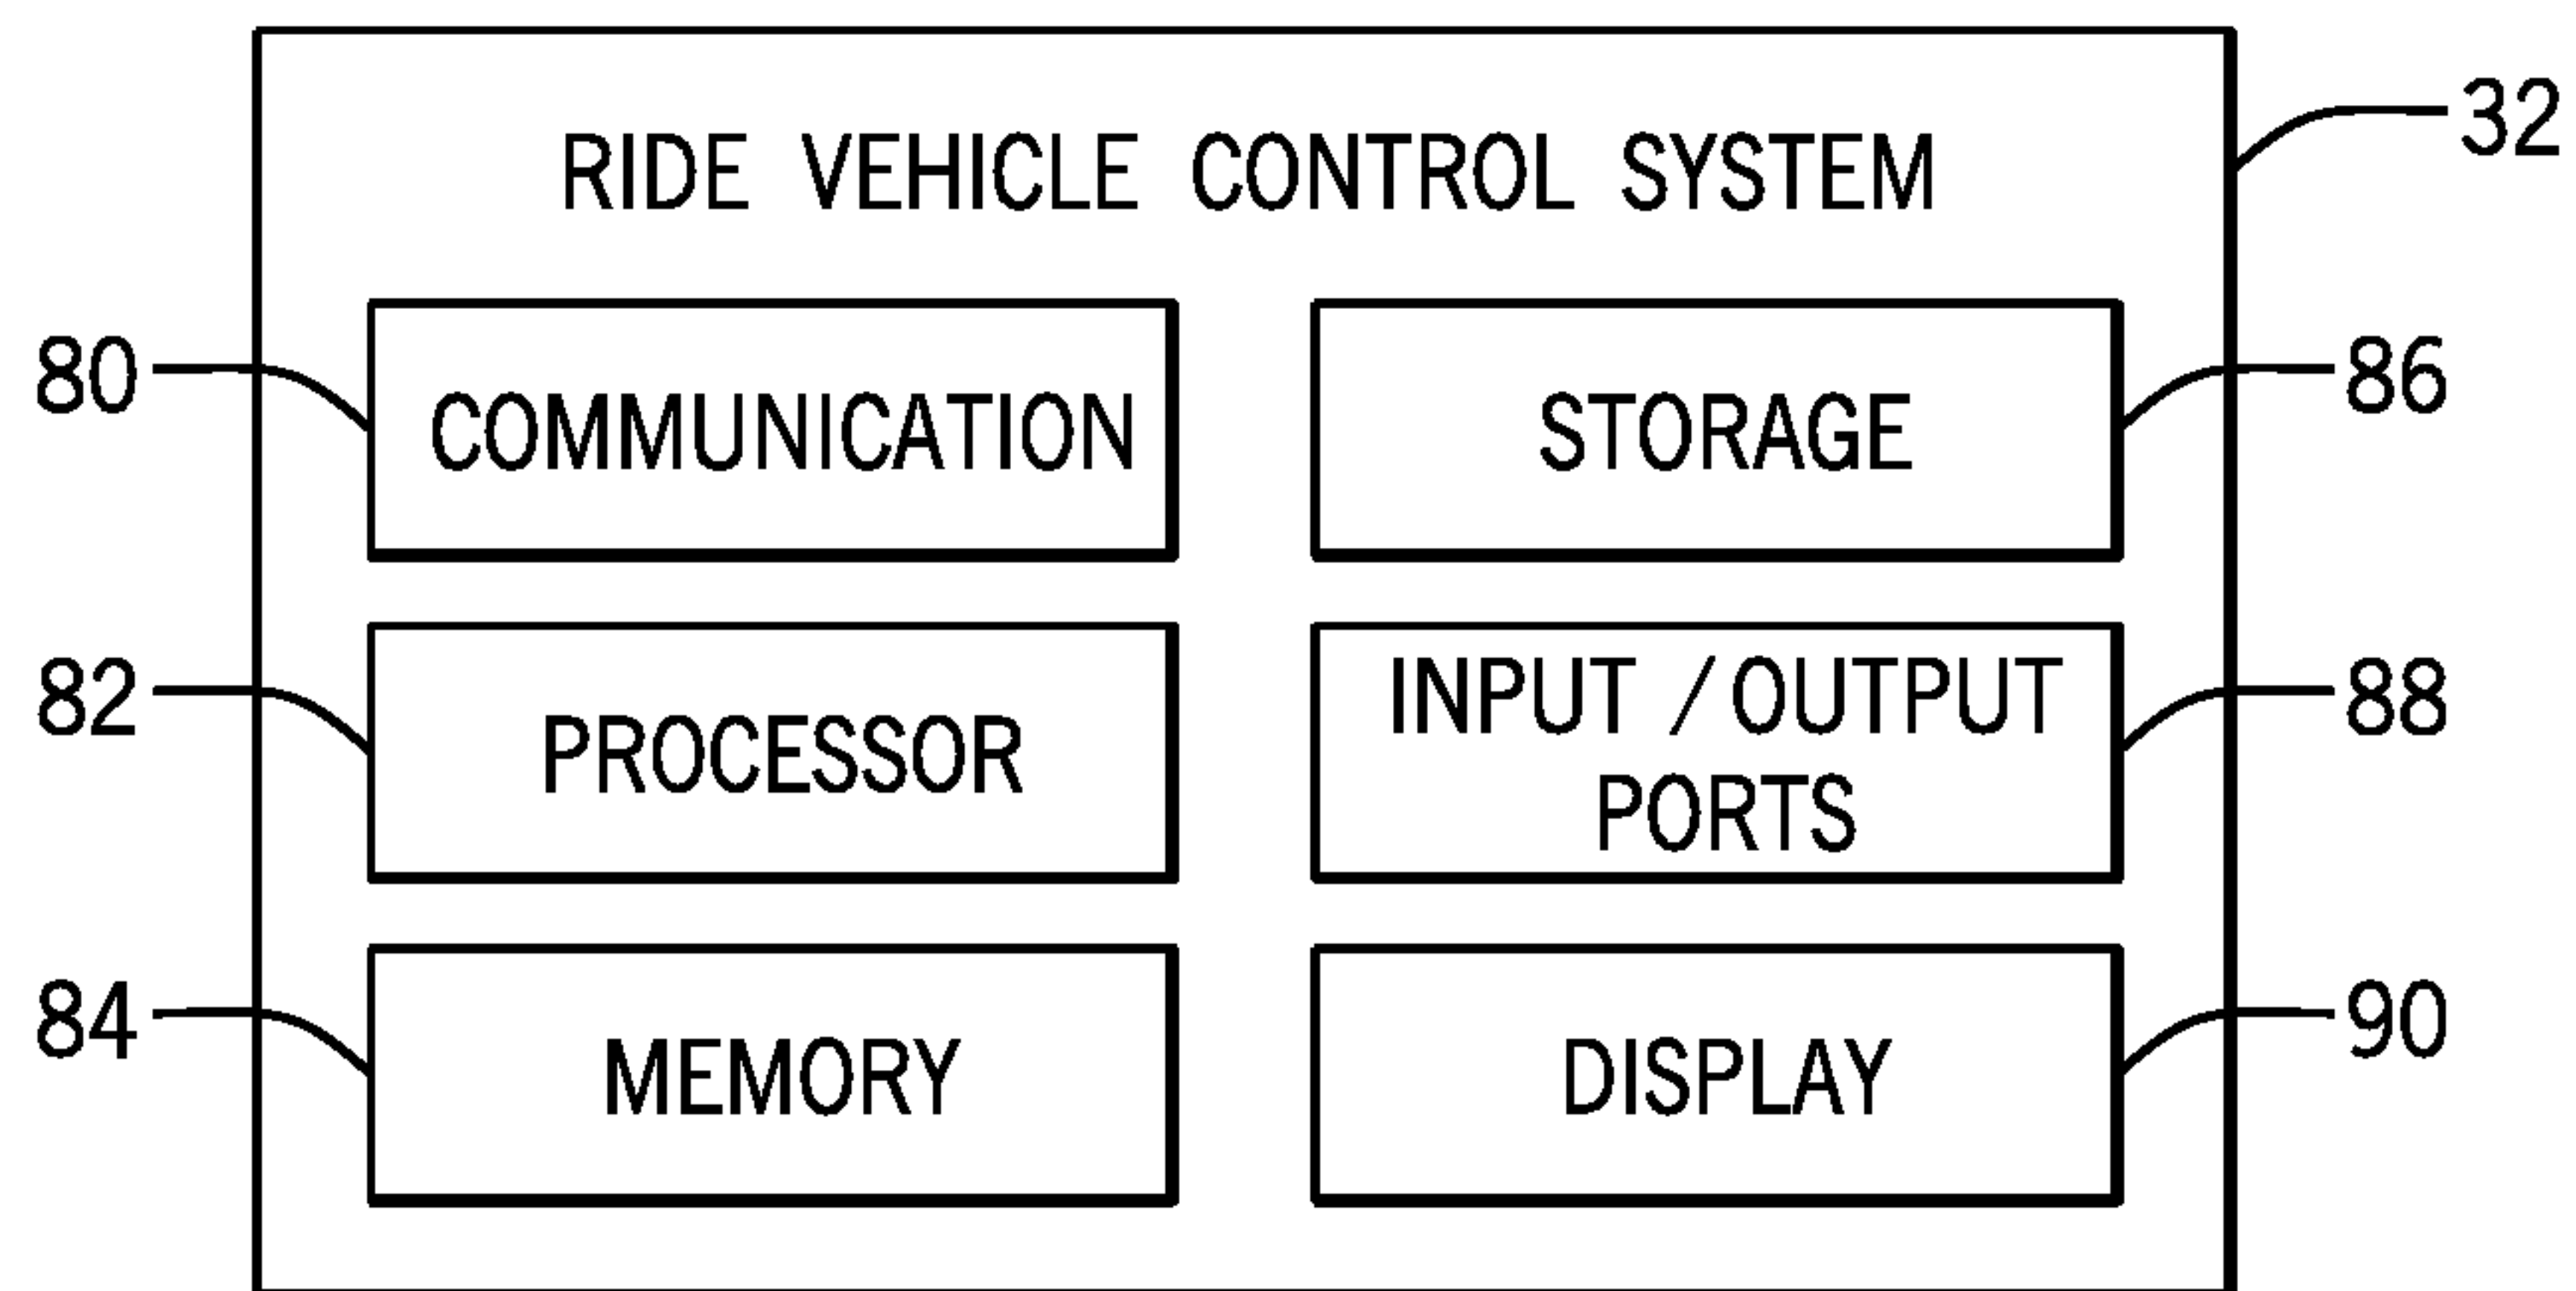 RIDE VEHICLE CONTROL SYSTEM
32
80
COMMUNICATION
STORAGE
86
82
PROCESSOR
INPUT /OUTPUT
PORTS
88
84
MEMORY
DISPLAY
90